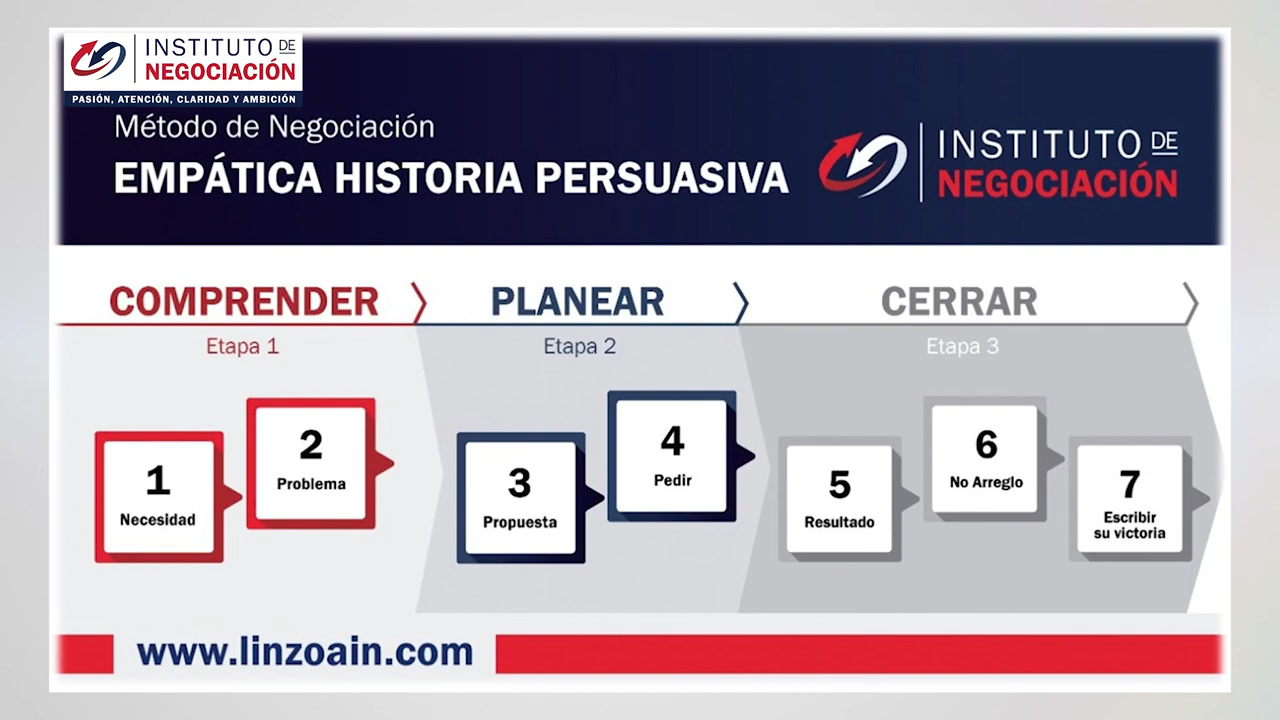 INSTITUTO DE
NEGOCIACIÓN
PASIÓN, ATENCIÓN, CLARIDAD Y AMBICIÓN
Método de Negociación
EMPÁTICA HISTORIA PERSUASIVA
INSTITUTO DE
NEGOCIACIÓN
COMPRENDER
PLANEAR
CERRAR
Etapa 1
Etapa 2
Etapa 3
1
Necesidad
2
Problema
3
Propuesta
4
Pedir
5
Resultado
6
No Arreglo
7
Escribir
su victoria
www.linzoain.com